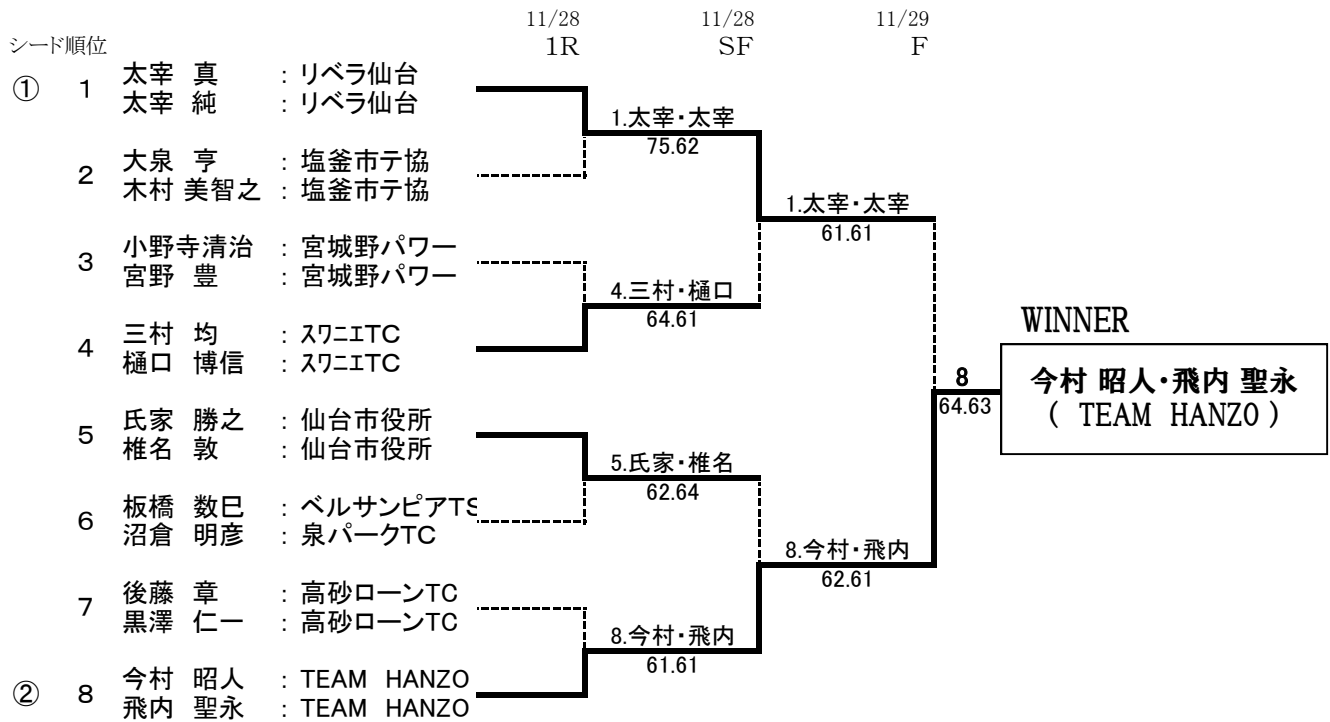 11/28 11/28 11/29
シード順位 1R SF F
① 1 太宰 真 : リベラ仙台
太宰 純 : リベラ仙台
1.太宰・太宰
75.62
2 大泉 亨 : 塩釜市テ協
木村 美智之 : 塩釜市テ協
1.太宰・太宰
61.61
3 小野寺清治 : 宮城野パワー
宮野 豊 : 宮城野パワー
4.三村・樋口
64.61
4 三村 均 : ｽﾜﾆｴTC
樋口 博信 : ｽﾜﾆｴTC
WINNER
8 今村 昭人・飛内 聖永
64.63 ( TEAM HANZO )
5 氏家 勝之 : 仙台市役所
椎名 敦 : 仙台市役所
5.氏家・椎名
62.64
6 板橋 数巳 : ベルサンピアTS
沼倉 明彦 : 泉パークTC
8.今村・飛内
62.61
7 後藤 章 : 高砂ローンTC
黒澤 仁一 : 高砂ローンTC
8.今村・飛内
61.61
② 8 今村 昭人 : TEAM HANZO
飛内 聖永 : TEAM HANZO